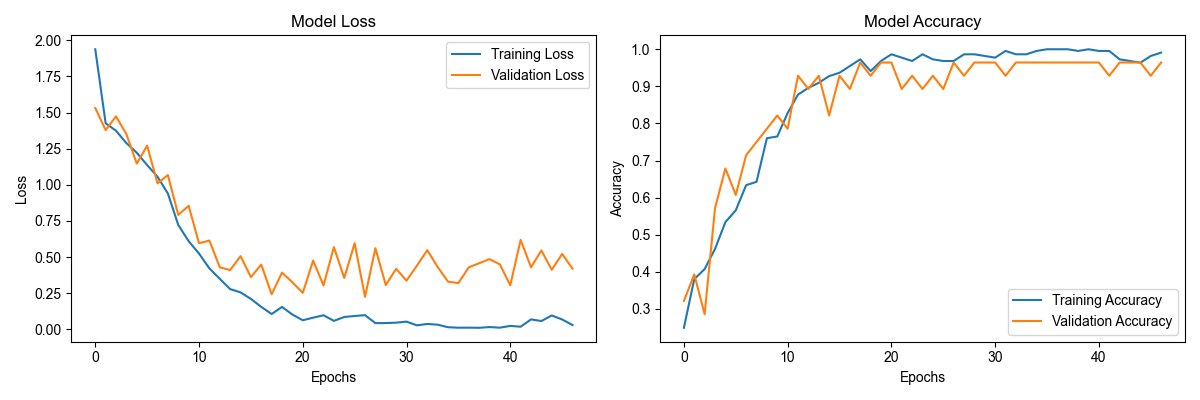 Model Loss
2.00
1.75
1.50
1.25
1.00
0.75
0.50
0.25
0.00
Loss
Training Loss
Validation Loss
0 10 20 30 40
Epochs
Model Accuracy
1.0
0.9
0.8
0.7
0.6
0.5
0.4
0.3
Accuracy
Training Accuracy
Validation Accuracy
0 10 20 30 40
Epochs